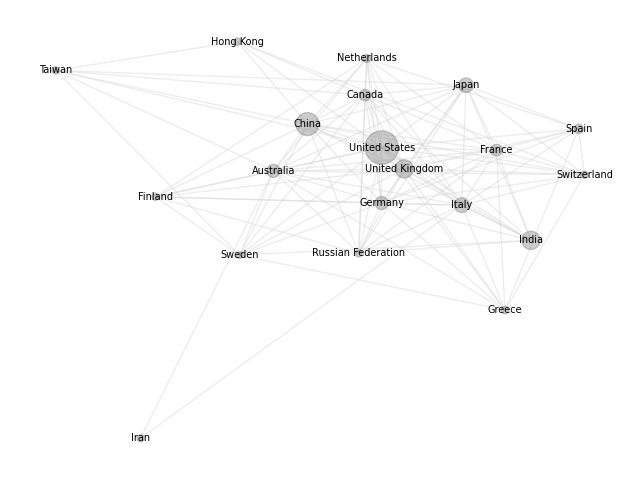 Hong Kong
Netherlands
Taiwan
Japan
Canada
China
Spain
United States
France
United Kingdom
Australia
Switzerland
Finland
Germany
Italy
India
Sweden
Russian Federation
Greece
Iran